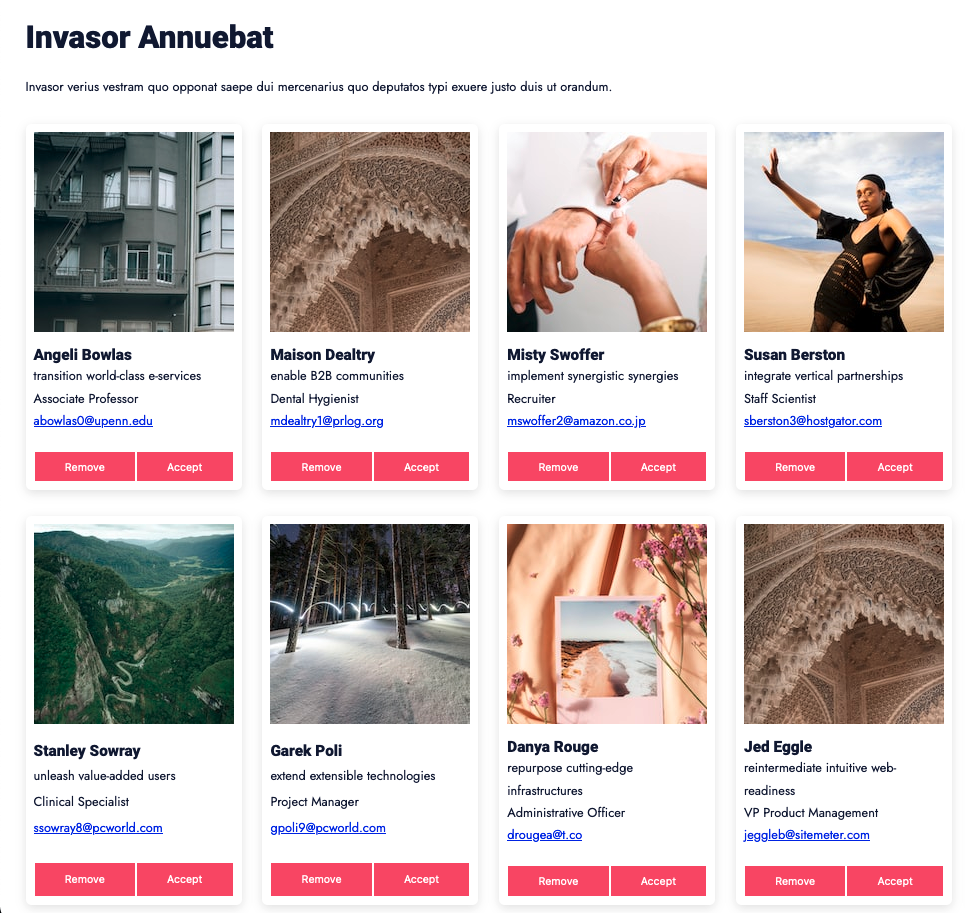 Invasor Annuebat
Invasor verius vestram quo opponat saepe dui mercenarius quo deputatos typi exuere justo duis ut orandum.
Angeli Bowlas
transition world-class e-services
Associate Professor
abowlas0@upenn.edu
Remove
Accept
Maison Dealtry
enable B2B communities
Dental Hygienist
mdealtry1@prlog.org
Remove
Accept
Misty Swoffer
implement synergistic synergies
Recruiter
mswoffer2@amazon.co.jp
Remove
Accept
Susan Berston
integrate vertical partnerships
Staff Scientist
sberston3@hostgator.com
Remove
Accept
Stanley Sowray
unleash value-added users
Clinical Specialist
ssowray8@pcworld.com
Remove
Accept
Garek Poli
extend extensible technologies
Project Manager
gpoli9@pcworld.com
Remove
Accept
Danya Rouge
repurpose cutting-edge
infrastructures
Administrative Officer
drougea@t.co
Remove
Accept
Jed Eggle
reintermediate intuitive web-
readiness
VP Product Management
jeggleb@sitemeter.com
Remove
Accept